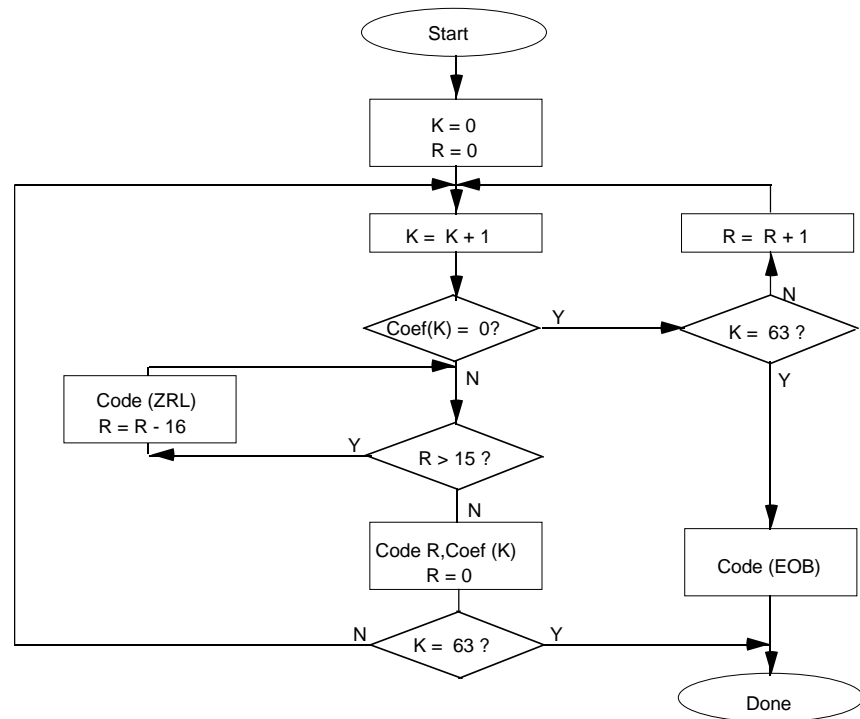 Start
K = 0
R = 0
K = K + 1
R = R + 1
Coef(K) = 0?
Y
N
K = 63 ?
Y
N
Code (ZRL)
R = R - 16
Y
R > 15 ?
N
Code R,Coef (K)
R = 0
Code (EOB)
N
K = 63 ?
Y
Done